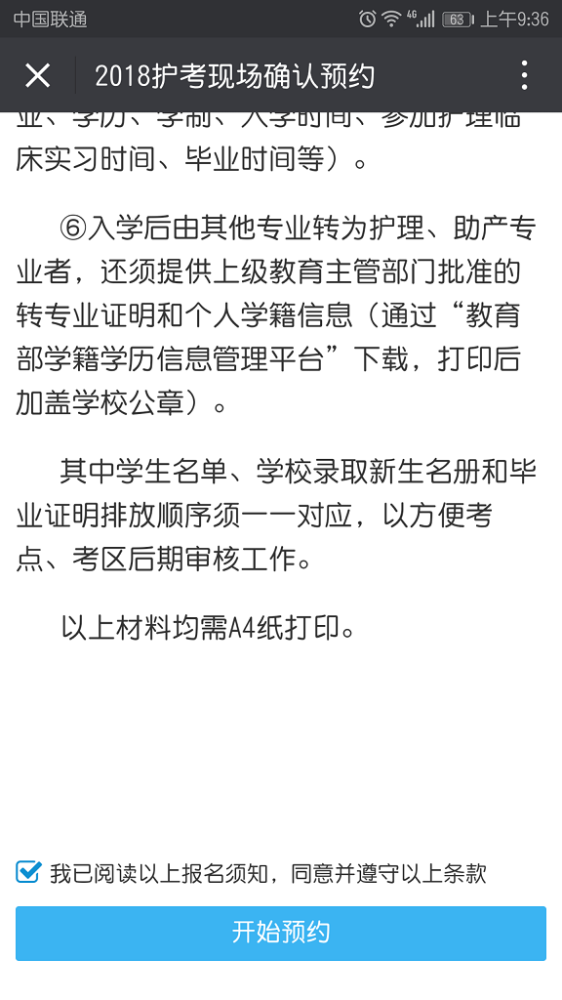 中国联通
4G
63
上午9:36
2018护考现场确认预约
业、学历、学制、入学时间、参加护理临
床实习时间、毕业时间等）。
⑥入学后由其他专业转为护理、助产专
业者，还须提供上级教育主管部门批准的
转专业证明和个人学籍信息（通过“教育
部学籍学历信息管理平台”下载，打印后
加盖学校公章）。
其中学生名单、学校录取新生名册和毕
业证明排放顺序须一一对应，以方便考
点、考区后期审核工作。
以上材料均需A4纸打印。
我已阅读以上报名须知，同意并遵守以上条款
开始预约